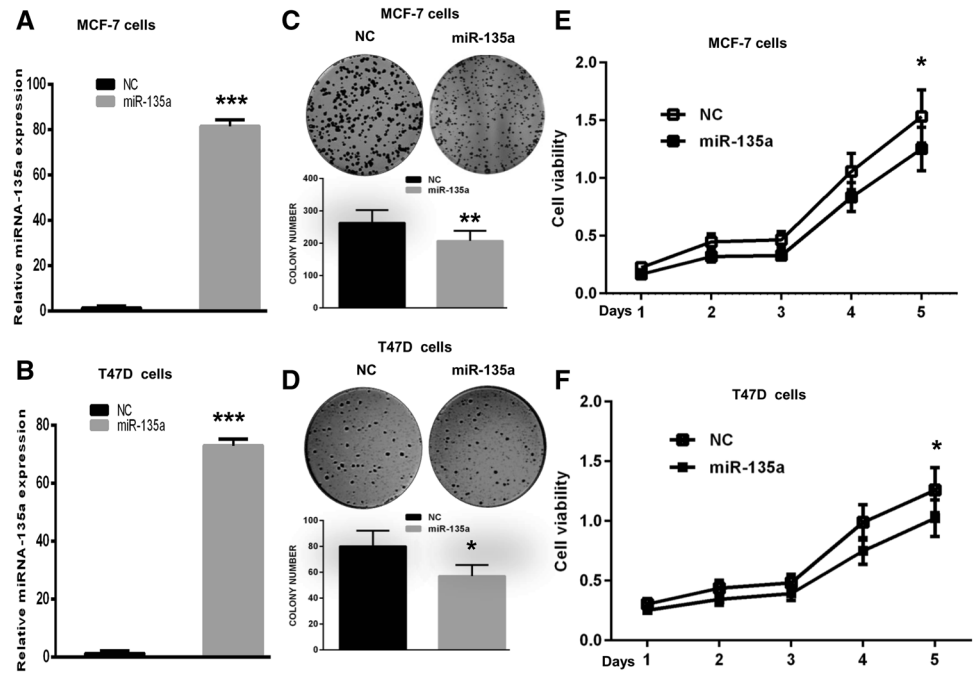 A
MCF-7 cells
Relative miRNA-135a expression
NC
miR-135a
***
100
80
60
40
20
0
B
T47D cells
Relative miRNA-135a expression
NC
miR-135a
***
80
60
40
20
0
C
MCF-7 cells
NC miR-135a
NC
miR-135a
COLONY NUMBER
400
300
200
100
0
**
D
T47D cells
NC miR-135a
NC
miR-135a
COLONY NUMBER
100
80
60
40
20
0
*
E
MCF-7 cells
Cell viability
2.0
1.5
1.0
0.5
0.0
NC
miR-135a
*
Days 1 2 3 4 5
F
T47D cells
Cell viability
2.0
1.5
1.0
0.5
0.0
NC
miR-135a
*
Days 1 2 3 4 5